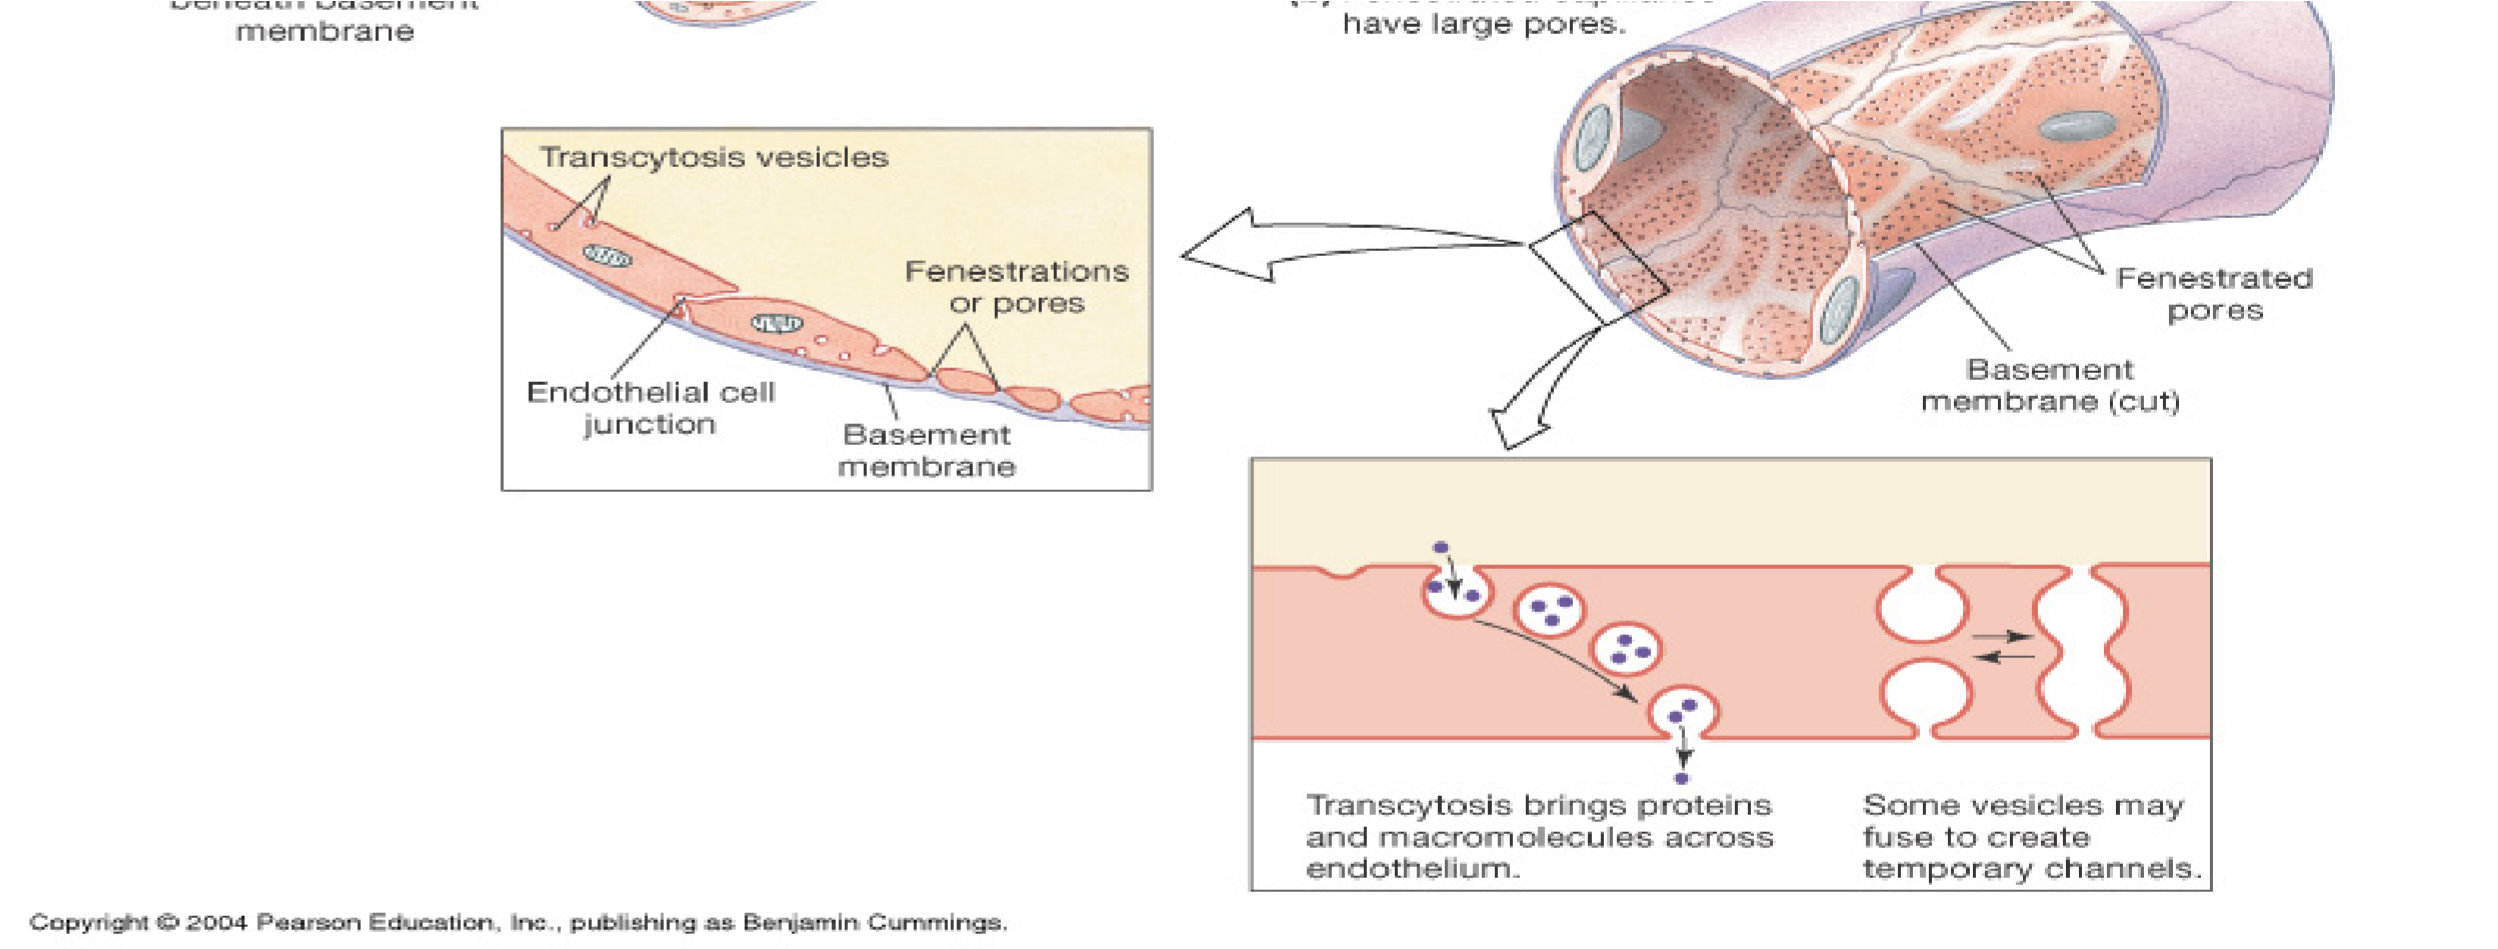 beneath basement
membrane
have large pores.
Transcytosis vesicles
Fenestrations
or pores
Endothelial cell
junction
Basement
membrane
Fenestrated
pores
Basement
membrane (cut)
Transcytosis brings proteins
and macromolecules across
endothelium.
Some vesicles may
fuse to create
temporary channels.
Copyright © 2004 Pearson Education, Inc., publishing as Benjamin Cummings.